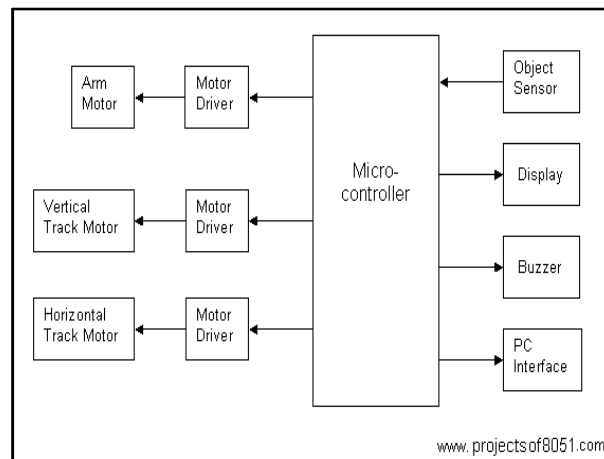 Arm
Motor
Motor
Driver
Vertical
Track Motor
Motor
Driver
Horizontal
Track Motor
Motor
Driver
Micro-
controller
Object
Sensor
Display
Buzzer
PC
Interface
www.projectsof8051.com